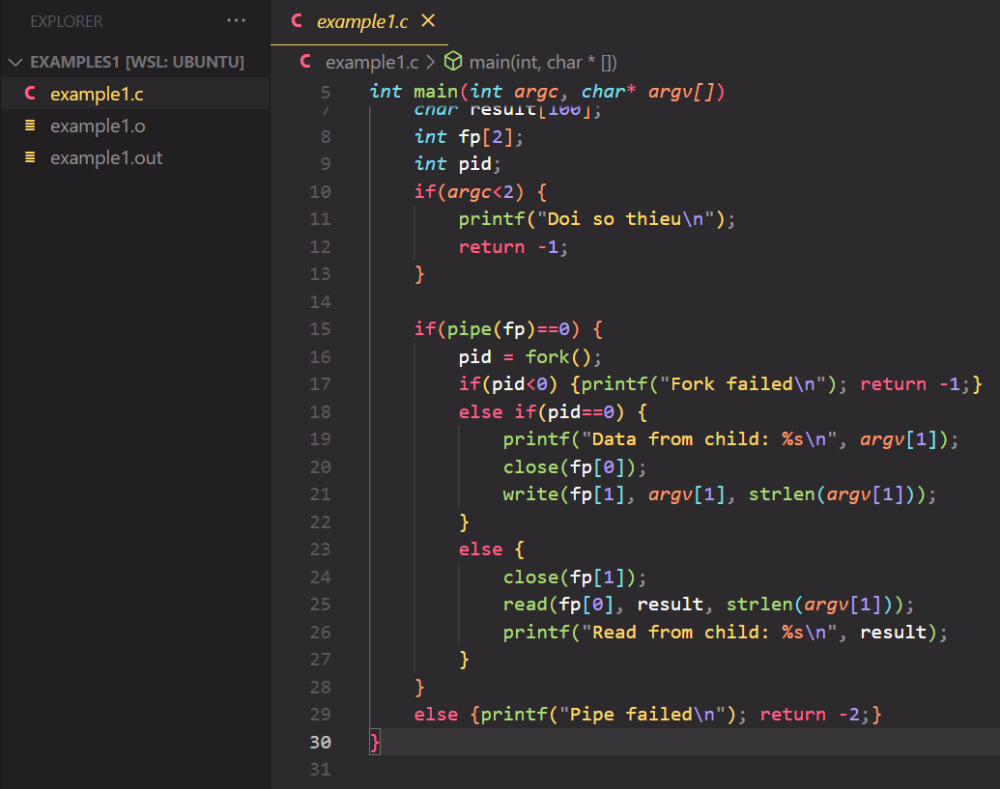 EXPLORER ...
C example1.c ×
EXAMPLES1 [WSL: UBUNTU]
C example1.c > main(int, char * [])
C example1.c
example1.o
example1.out
5 int main(int argc, char* argv[])
7 char result[100];
8 int fp[2];
9 int pid;
10 if(argc<2) {
11 printf("Doi so thieu\n");
12 return -1;
13 }
14
15 if(pipe(fp)==0) {
16 pid = fork();
17 if(pid<0) {printf("Fork failed\n"); return -1;}
18 else if(pid==0) {
19 printf("Data from child: %s\n", argv[1]);
20 close(fp[0]);
21 write(fp[1], argv[1], strlen(argv[1]));
22 }
23 else {
24 close(fp[1]);
25 read(fp[0], result, strlen(argv[1]));
26 printf("Read from child: %s\n", result);
27 }
28 }
29 else {printf("Pipe failed\n"); return -2;}
30 }
31